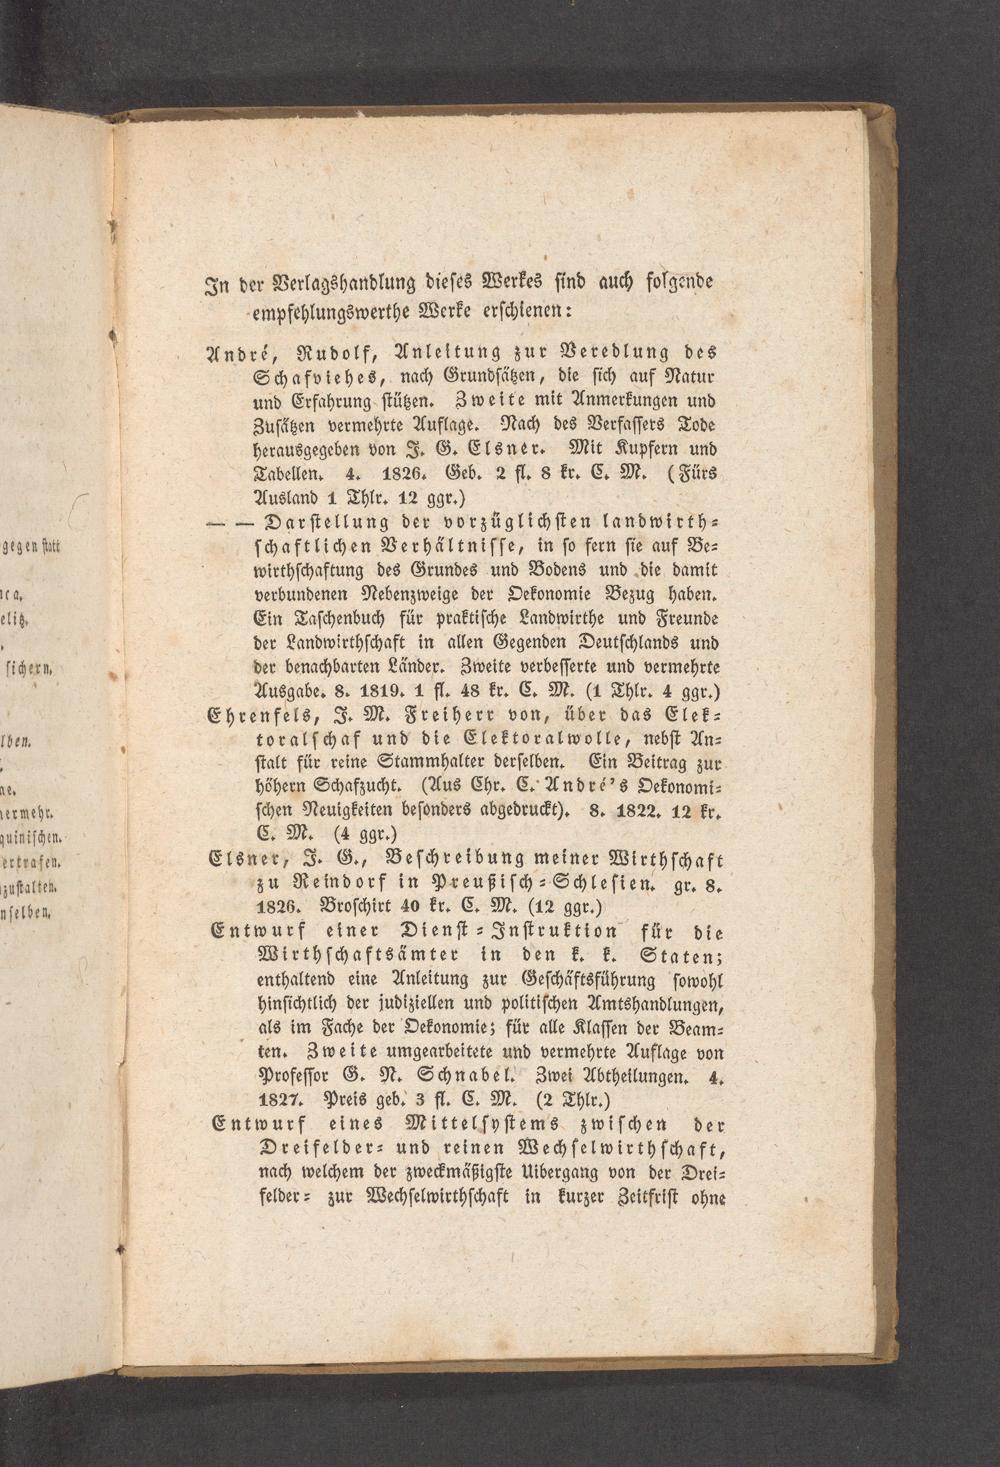 gegen statt
nca.
elitz.
sichern.
lben.
ne.
nermehr.
quinischen.
ertrafen.
nzustalten.
nselben.
In der Verlagshandlung dieses Werkes sind auch folgende
empfehlungswerthe Werke erschienen:
André, Rudolf, Anleitung zur Veredlung des
Schafviehes, nach Grundsätzen, die sich auf Natur
und Erfahrung stützen. Zweite mit Anmerkungen und
Zusätzen vermehrte Auflage. Nach des Verfassers Tode
herausgegeben von J. G. Elsner. Mit Kupfern und
Tabellen. 4. 1826. Geb. 2 fl. 8 kr. C. M. (Fürs
Ausland 1 Thlr. 12 ggr.)
— — Darstellung der vorzüglichsten landwirth-
schaftlichen Verhältnisse, in so fern sie auf Be-
wirthschaftung des Grundes und Bodens und die damit
verbundenen Nebenzweige der Oekonomie Bezug haben.
Ein Taschenbuch für praktische Landwirthe und Freunde
der Landwirthschaft in allen Gegenden Deutschlands und
der benachbarten Länder. Zweite verbesserte und vermehrte
Ausgabe. 8. 1819. 1 fl. 48 kr. C. M. (1 Thlr. 4 ggr.)
Ehrenfels, J. M. Freiherr von, über das Elek-
toralschaf und die Elektoralwolle, nebst An-
stalt für reine Stammhalter derselben. Ein Beitrag zur
höhern Schafzucht. (Aus Chr. C. André's Oekonomi-
schen Neuigkeiten besonders abgedruckt). 8. 1822. 12 kr.
C. M. (4 ggr.)
Elsner, J. G., Beschreibung meiner Wirthschaft
zu Reindorf in Preußisch-Schlesien. gr. 8.
1826. Broschirt 40 kr. C. M. (12 ggr.)
Entwurf einer Dienst-Instruktion für die
Wirthschaftsämter in den k. k. Staten;
enthaltend eine Anleitung zur Geschäftsführung sowohl
hinsichtlich der judiziellen und politischen Amtshandlungen,
als im Fache der Oekonomie; für alle Klassen der Beam-
ten. Zweite umgearbeitete und vermehrte Auflage von
Professor G. N. Schnabel. Zwei Abtheilungen. 4.
1827. Preis geb. 3 fl. C. M. (2 Thlr.)
Entwurf eines Mittelsystems zwischen der
Dreifelder- und reinen Wechselwirthschaft,
nach welchem der zweckmäßigste Uibergang von der Drei-
felder- zur Wechselwirthschaft in kurzer Zeitfrist ohne